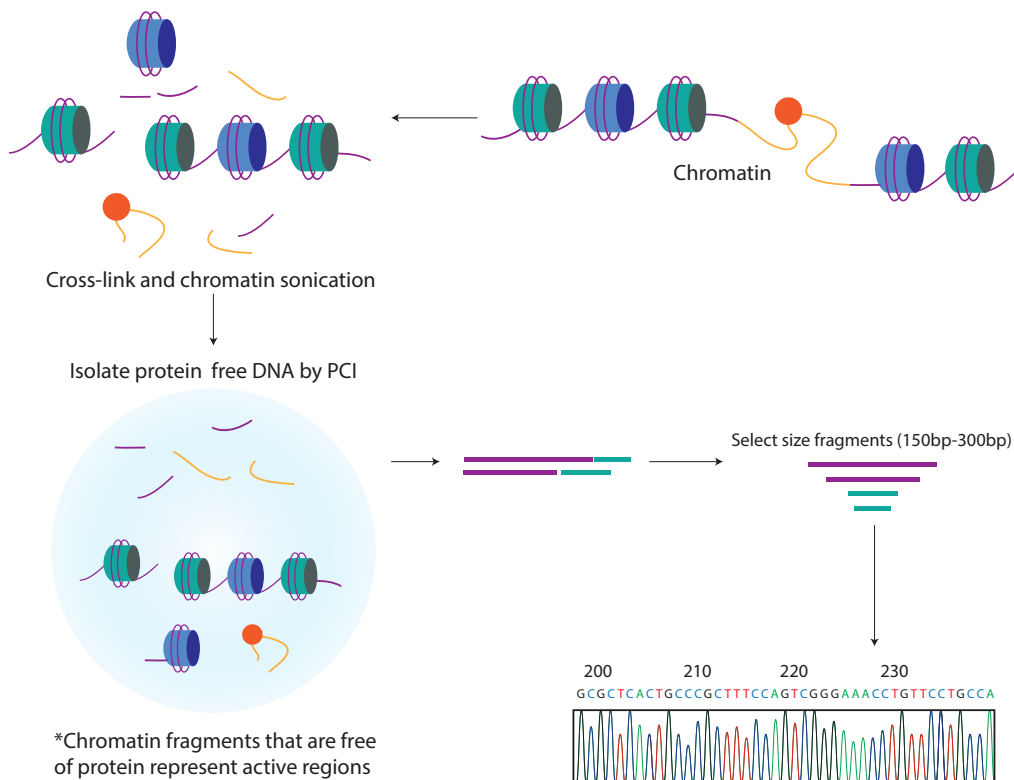 Chromatin
Cross-link and chromatin sonication
Isolate protein free DNA by PCI
Select size fragments (150bp-300bp)
200 210 220 230
GCGCTCACTGCCCGCTTTCCAGTCGGGAAACCTGTTCCTGCCA
*Chromatin fragments that are free
of protein represent active regions